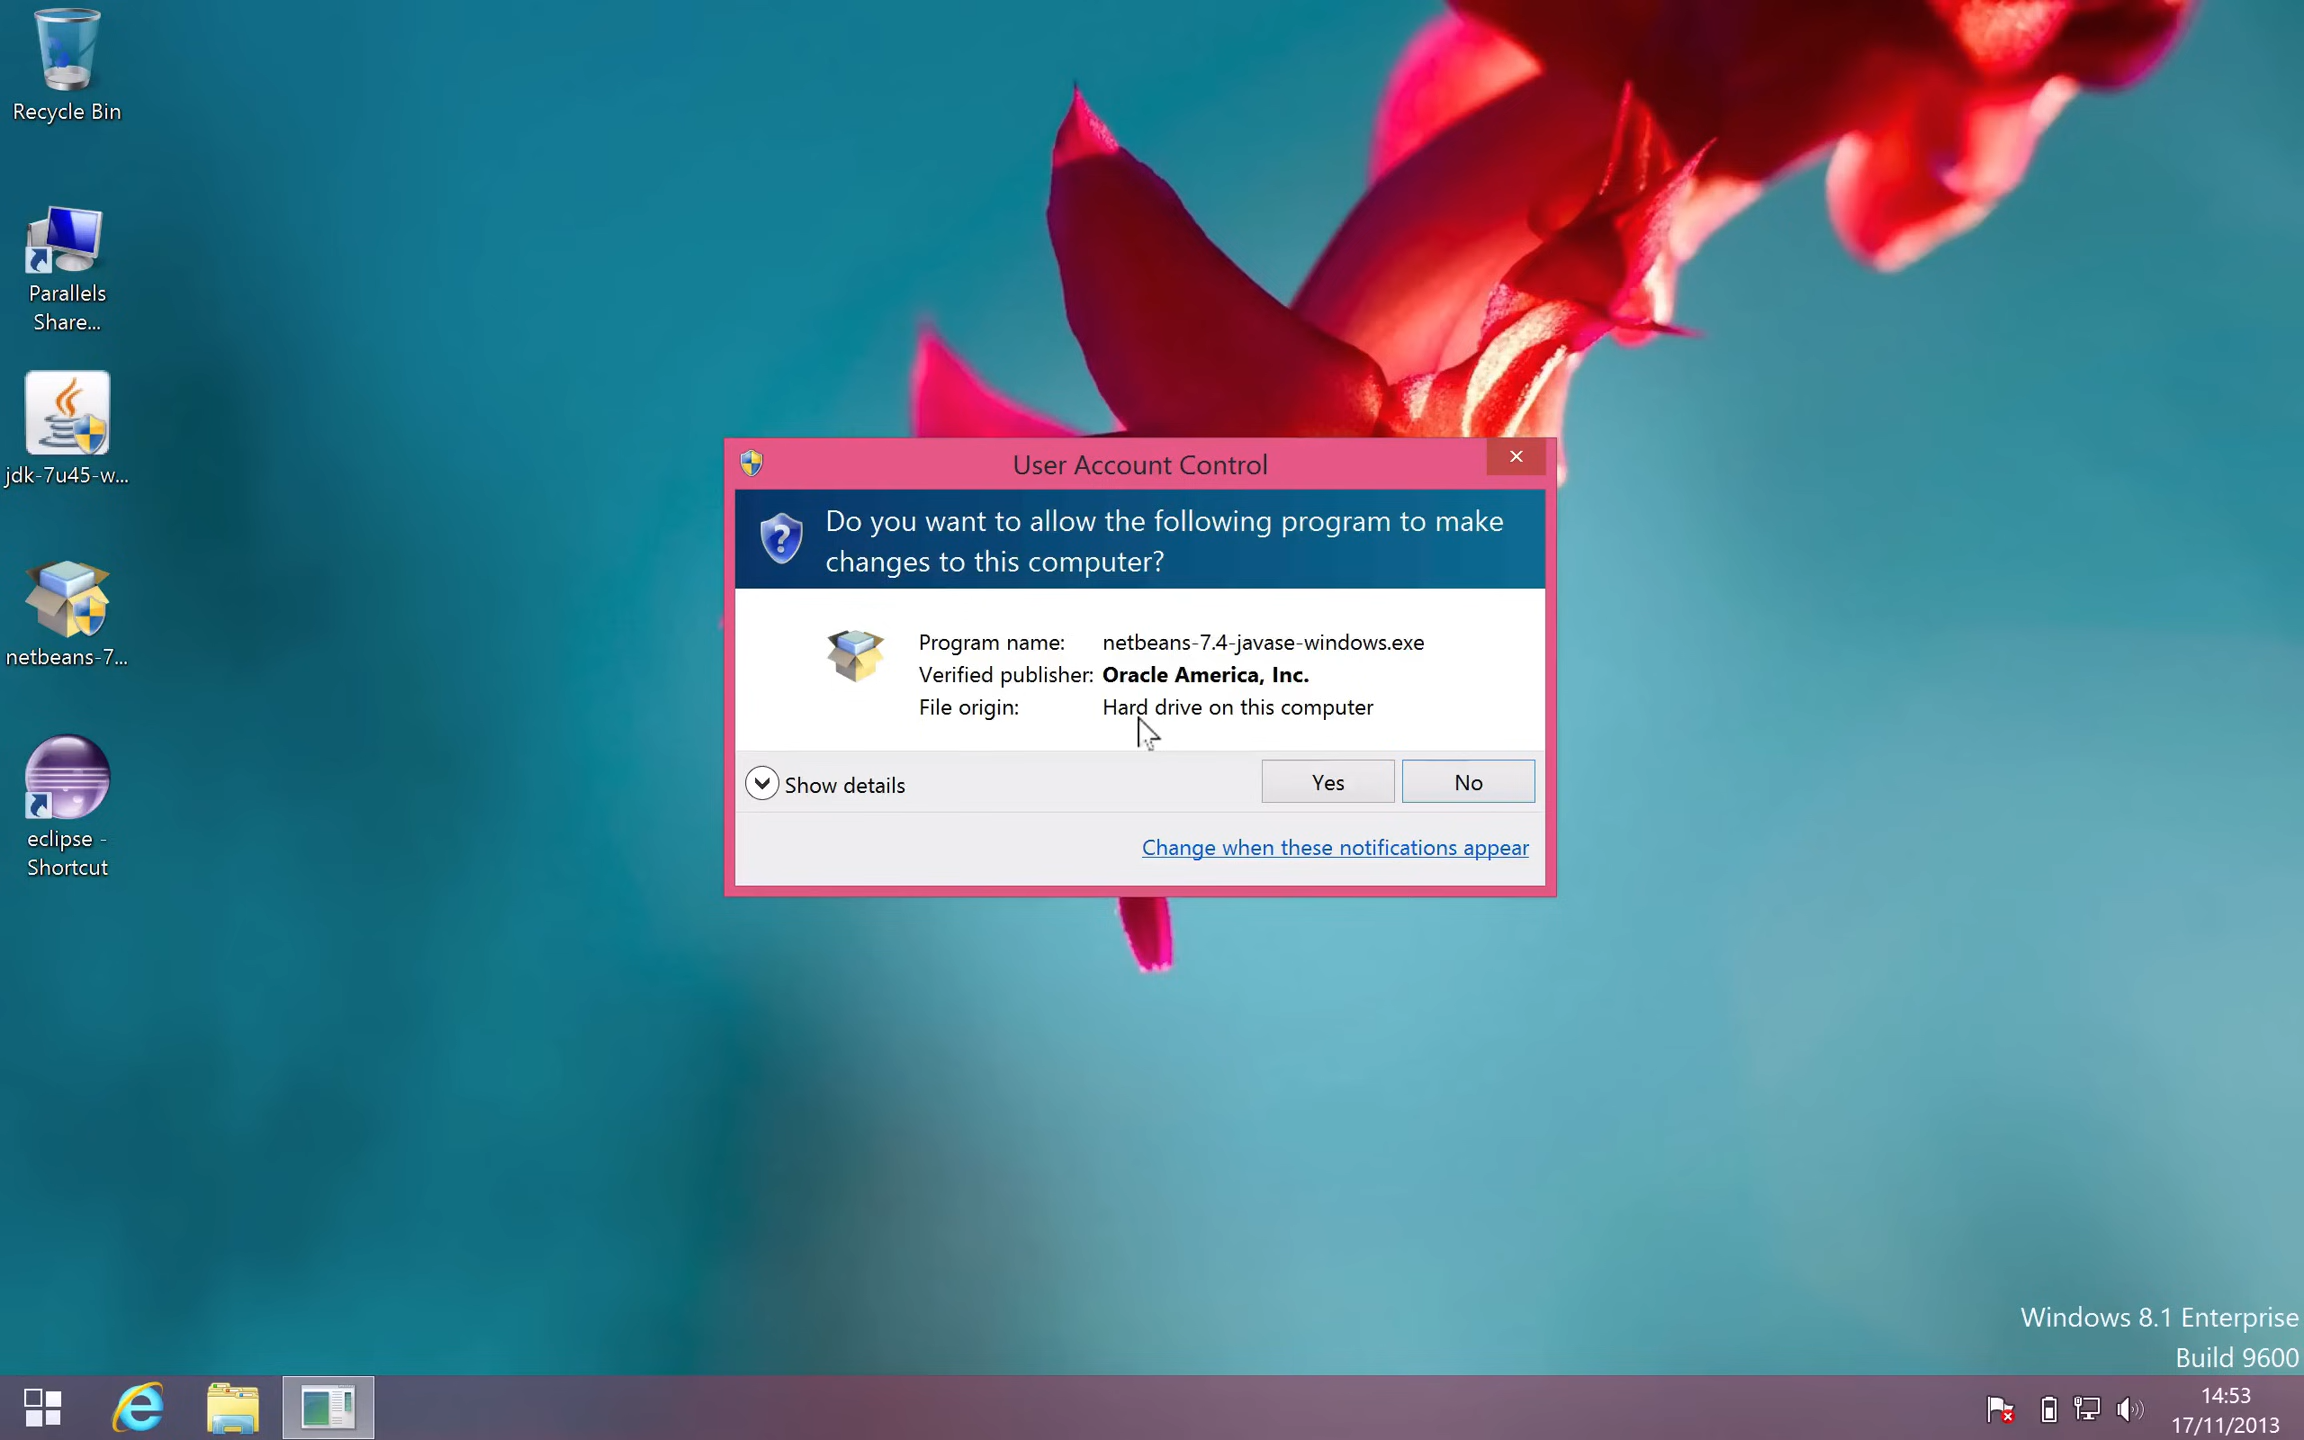 Recycle Bin
Parallels
Share...
jdk-7u45-w...
netbeans-7...
eclipse -
Shortcut
User Account Control
Do you want to allow the following program to make
changes to this computer?
Program name: netbeans-7.4-javase-windows.exe
Verified publisher: Oracle America, Inc.
File origin: Hard drive on this computer
Show details
Yes
No
Change when these notifications appear
Windows 8.1 Enterprise
Build 9600
14:53
17/11/2013